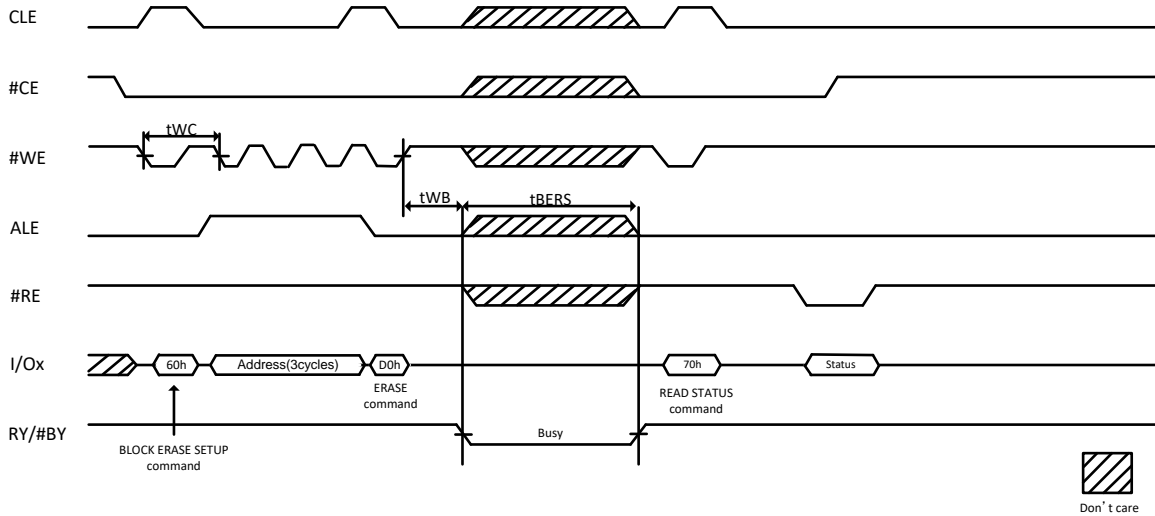 CLE
#CE
tWC
#WE
tWB
tBERS
ALE
#RE
I/Ox
60h
Address(3cycles)
D0h
70h
Status
ERASE
command
READ STATUS
command
RY/#BY
Busy
BLOCK ERASE SETUP
command
Don't care